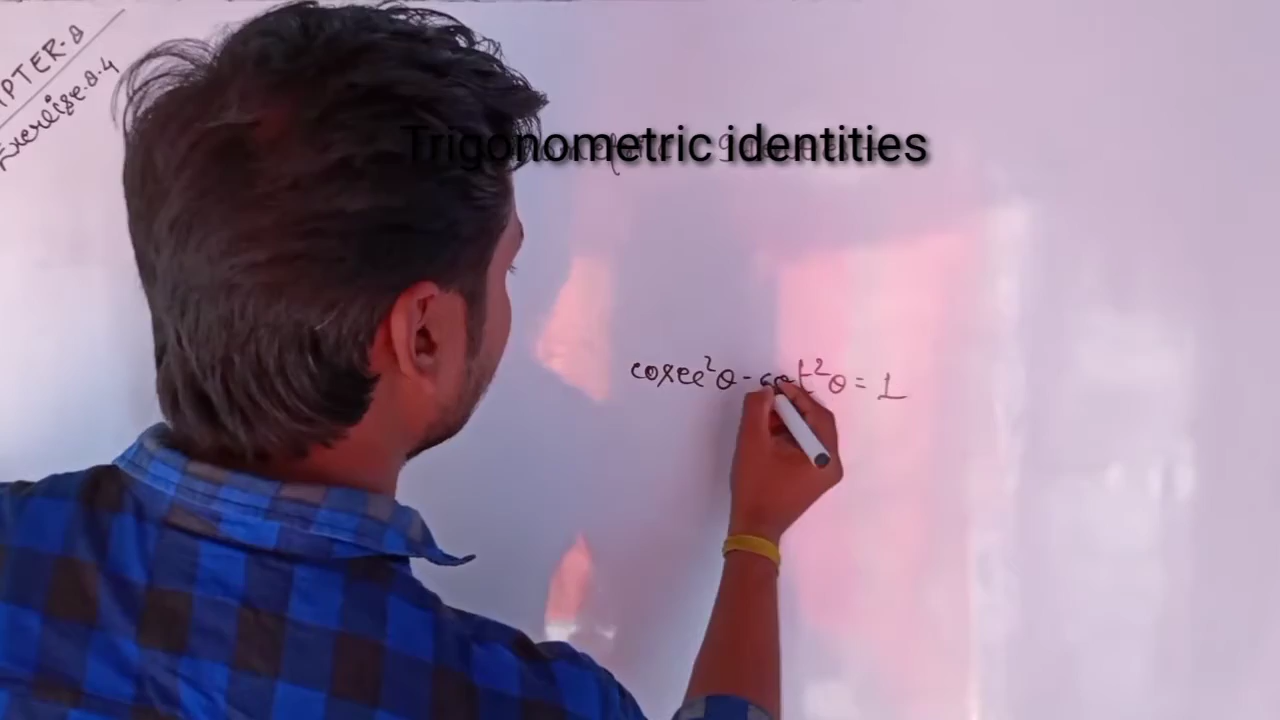 PTER-8
Exercise.8.4
Trigonometric identities
cosec²θ - cot²θ = 1